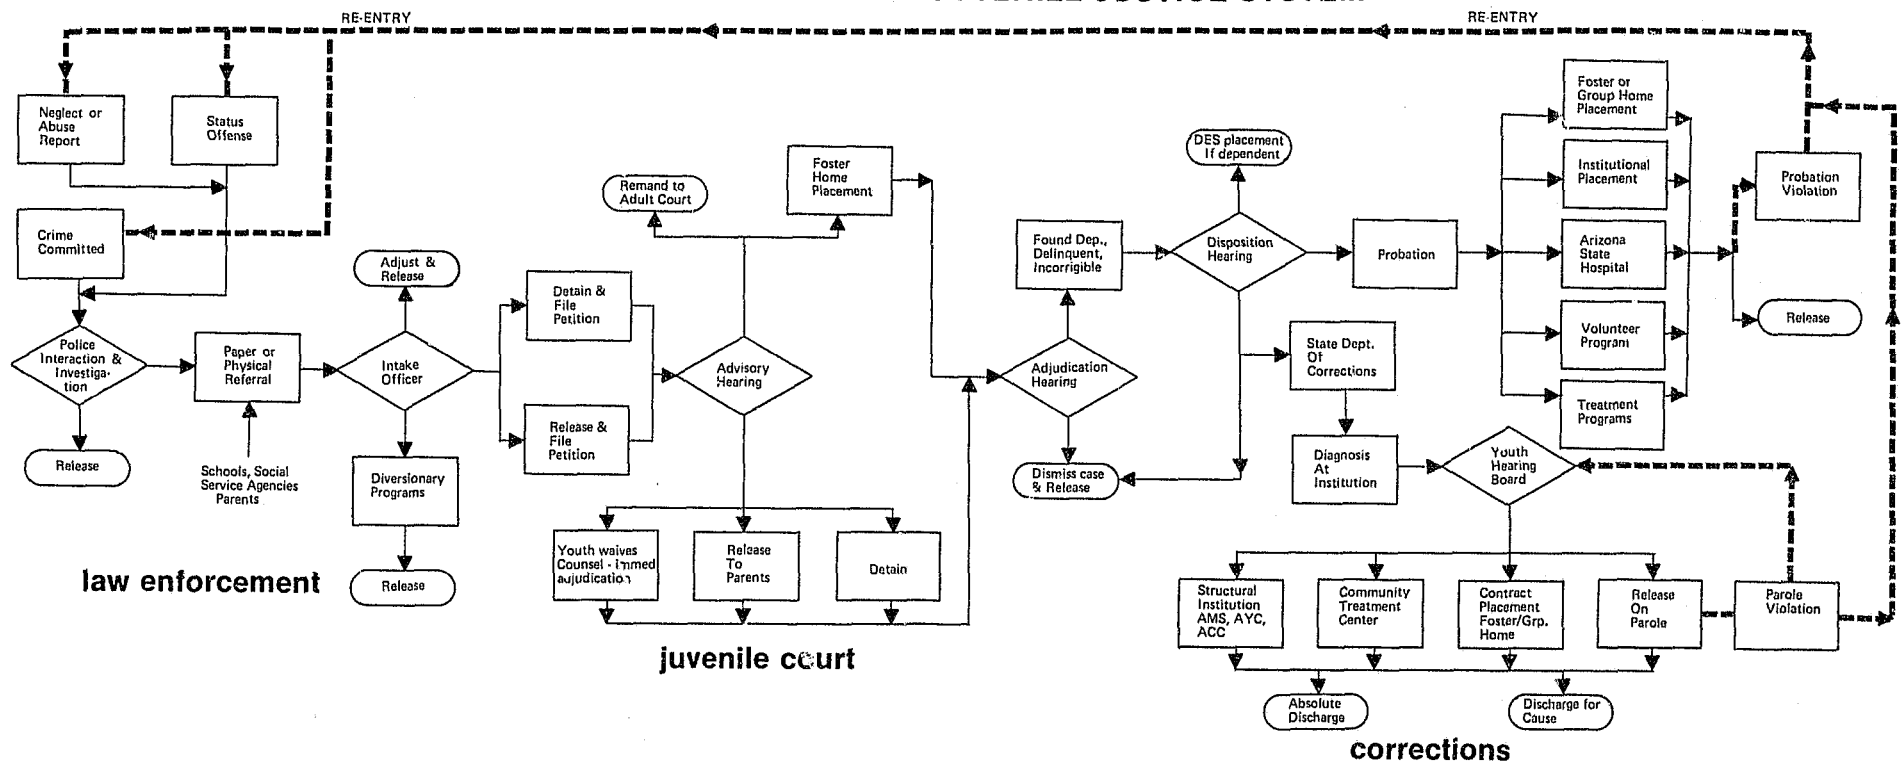 RE-ENTRY
RE-ENTRY
Neglect or
Abuse
Report
Status
Offense
Crime
Committed
Police
Interaction &
Investiga-
tion
Release
Paper or
Physical
Referral
Schools, Social
Service Agencies
Parents
law enforcement
Adjust &
Release
Intake
Officer
Diversionary
Programs
Release
Detain &
File
Petition
Release &
File
Petition
Remand to
Adult Court
Foster
Home
Placement
Advisory
Hearing
Youth waives
Counsel - immed
aujudication
Release
To
Parents
Detain
juvenile court
Found Dep.,
Delinquent,
Incorrigible
Adjudication
Hearing
Dismiss case
& Release
DES placement
If dependent
Disposition
Hearing
Probation
State Dept.
Of
Corrections
Diagnosis
At
Institution
Youth
Hearing
Board
Foster or
Group Home
Placement
Institutional
Placement
Arizona
State
Hospital
Volunteer
Program
Treatment
Programs
Probation
Violation
Release
Structural
Institution
AMS, AYC,
ACC
Community
Treatment
Center
Contract
Placement
Foster/Grp.
Home
Release
On
Parole
Parole
Violation
Absolute
Discharge
Discharge for
Cause
corrections